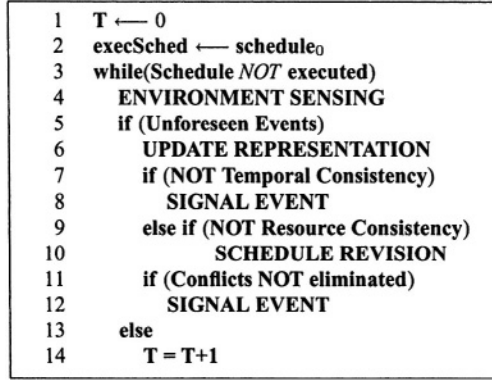 1 T ⟵ 0
2 execSched ⟵ schedule₀
3 while(Schedule NOT executed)
4 ENVIRONMENT SENSING
5 if (Unforeseen Events)
6 UPDATE REPRESENTATION
7 if (NOT Temporal Consistency)
8 SIGNAL EVENT
9 else if (NOT Resource Consistency)
10 SCHEDULE REVISION
11 if (Conflicts NOT eliminated)
12 SIGNAL EVENT
13 else
14 T = T+1